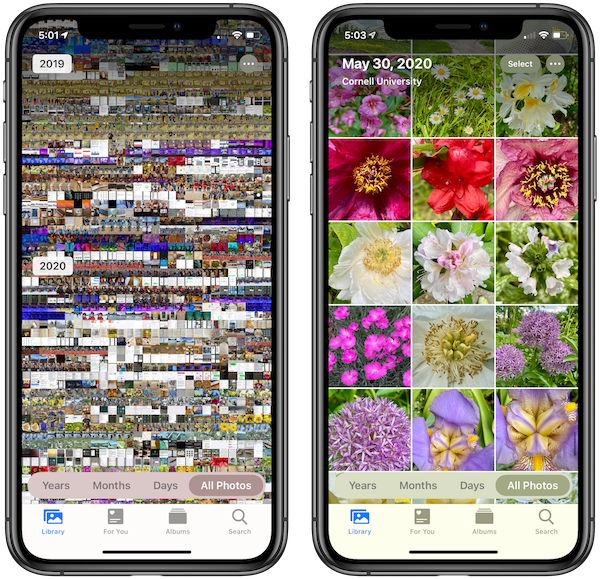 5:01
2019
2020
Years Months Days All Photos
Library For You Albums Search
5:03
May 30, 2020 Select
Cornell University
Years Months Days All Photos
Library For You Albums Search